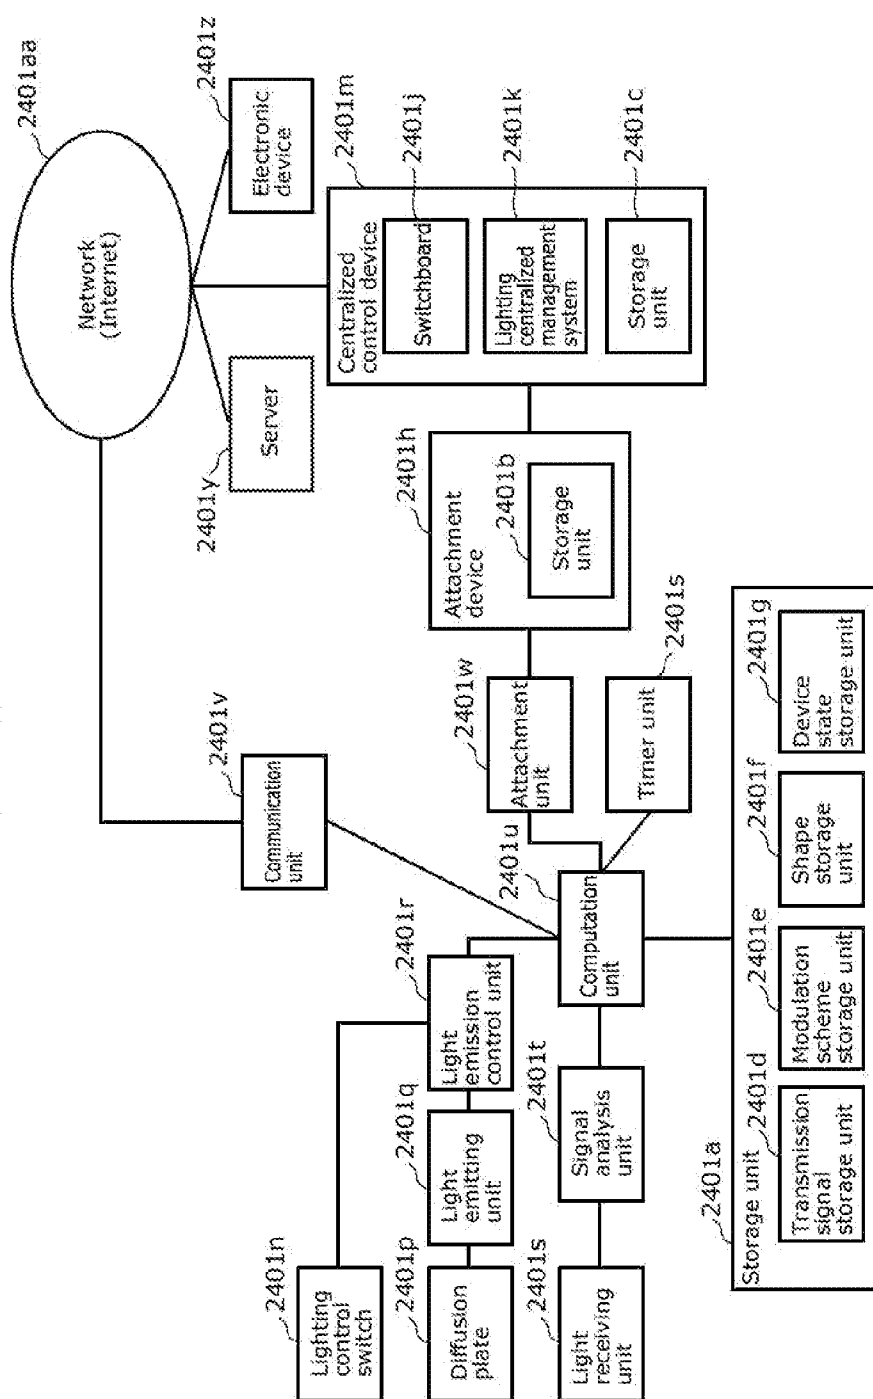 2401aa
Network
(Internet)
2401z
Electronic
device
2401y
Server
2401m
Centralized
control device
2401j
Switchboard
2401k
Lighting
centralized
management
system
2401c
Storage
unit
2401h
Attachment
device
2401b
Storage
unit
2401v
Communication
unit
2401w
Attachment
unit
2401s
Timer unit
2401u
Computation
unit
2401r
Light
emission
control unit
2401q
Light
emitting
unit
2401n
Lighting
control
switch
2401p
Diffusion
plate
2401t
Signal
analysis
unit
2401s
Light
receiving
unit
2401a
Storage unit
2401d
Transmission
signal
storage unit
2401e
Modulation
scheme
storage unit
2401f
Shape
storage
unit
2401g
Device
state
storage unit